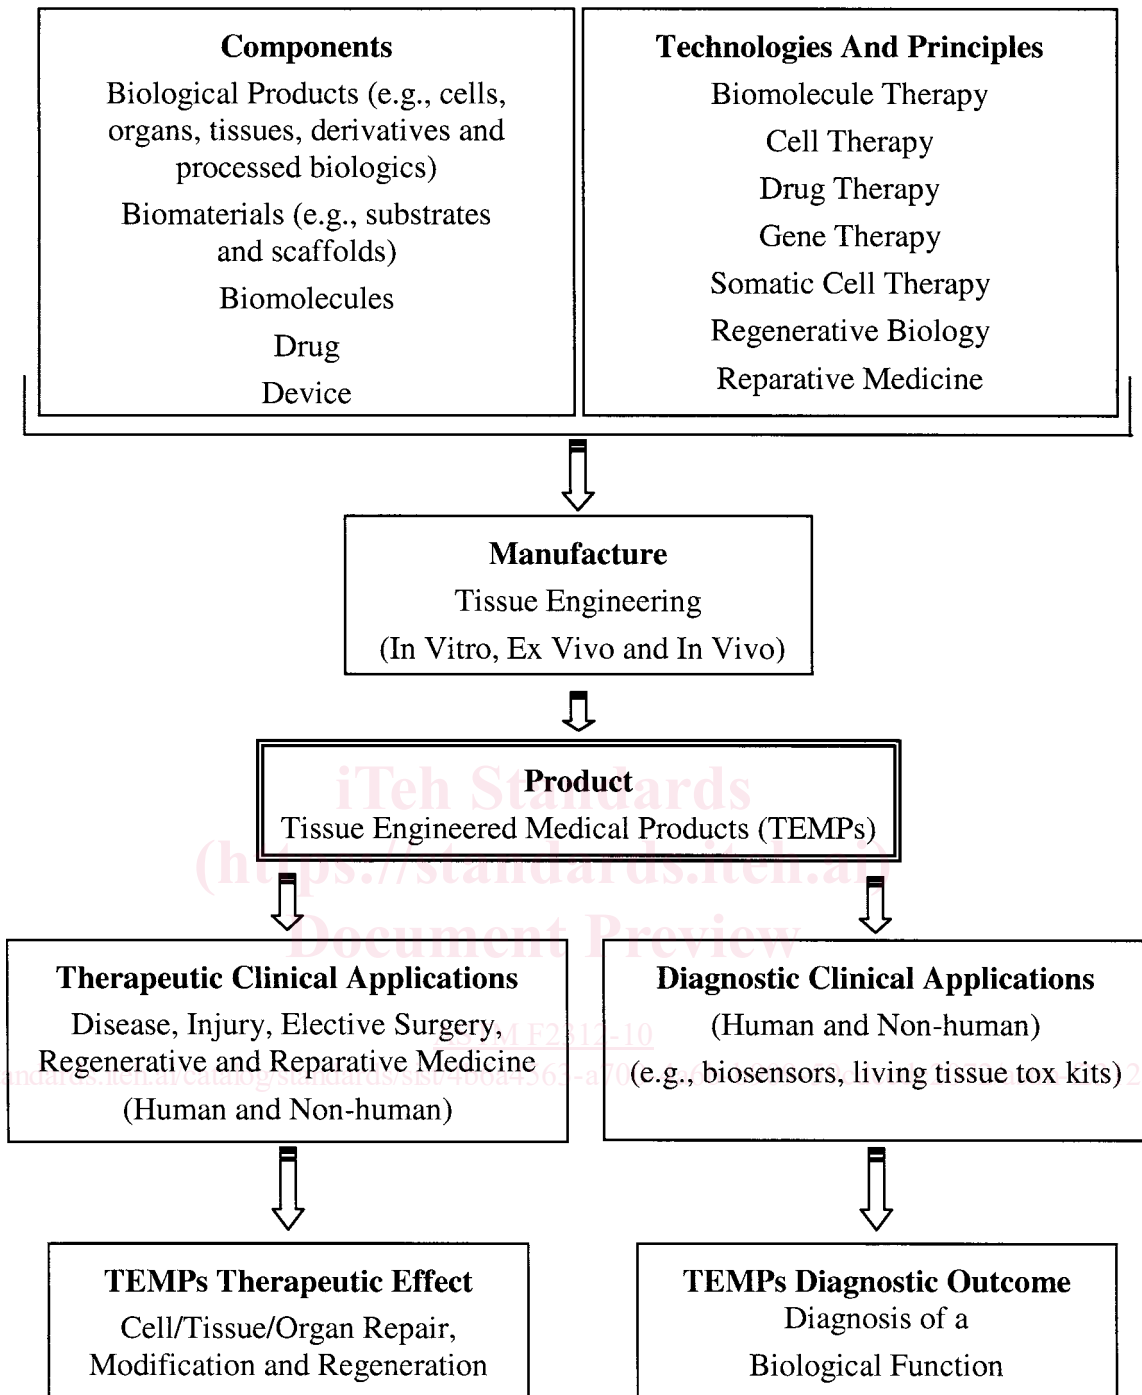 Components
Biological Products (e.g., cells,
organs, tissues, derivatives and
processed biologics)
Biomaterials (e.g., substrates
and scaffolds)
Biomolecules
Drug
Device
Technologies And Principles
Biomolecule Therapy
Cell Therapy
Drug Therapy
Gene Therapy
Somatic Cell Therapy
Regenerative Biology
Reparative Medicine
Manufacture
Tissue Engineering
(In Vitro, Ex Vivo and In Vivo)
iTeh Standards
(https://standards.iteh.ai)
Document Preview
Product
Tissue Engineered Medical Products (TEMPs)
Therapeutic Clinical Applications
Disease, Injury, Elective Surgery,
Regenerative and Reparative Medicine
(Human and Non-human)
Diagnostic Clinical Applications
(Human and Non-human)
(e.g., biosensors, living tissue tox kits)
ASTM F2312-10
TEMPs Therapeutic Effect
Cell/Tissue/Organ Repair,
Modification and Regeneration
TEMPs Diagnostic Outcome
Diagnosis of a
Biological Function